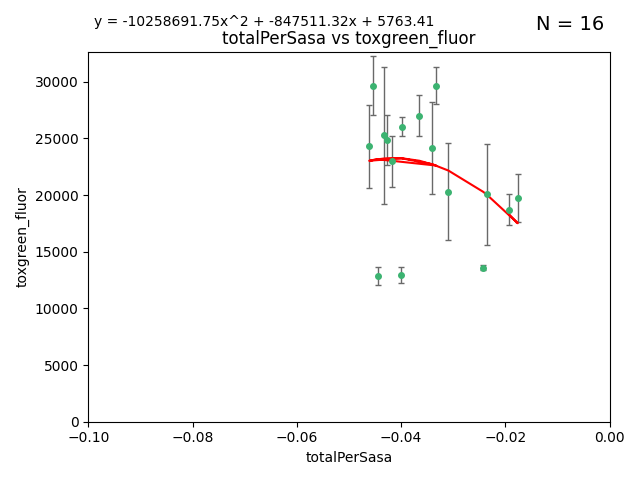 y = -10258691.75x^2 + -847511.32x + 5763.41
N = 16
totalPerSasa vs toxgreen_fluor
30000
25000
20000
15000
10000
5000
0
toxgreen_fluor
−0.10 −0.08 −0.06 −0.04 −0.02 0.00
totalPerSasa